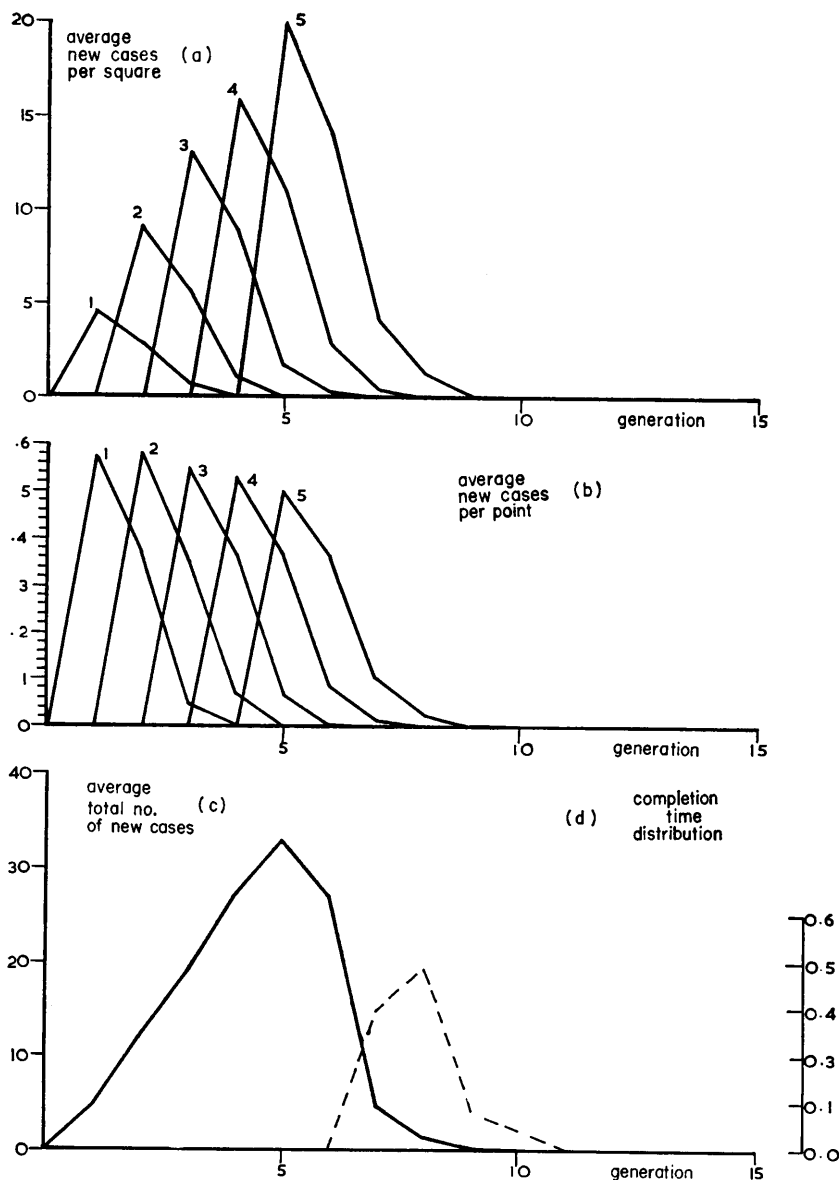 20
15
10
5
0
average
new cases
per square
(a)
1
2
3
4
5
5
10
generation
15
.6
5
.4
3
.2
1
0
1
2
3
4
5
average
new cases
per point
(b)
5
10
generation
15
40
30
20
10
0
average
total no.
of new cases
(c)
(d)
completion
time
distribution
0.6
0.5
0.4
0.3
0.1
0.0
5
10
generation
15